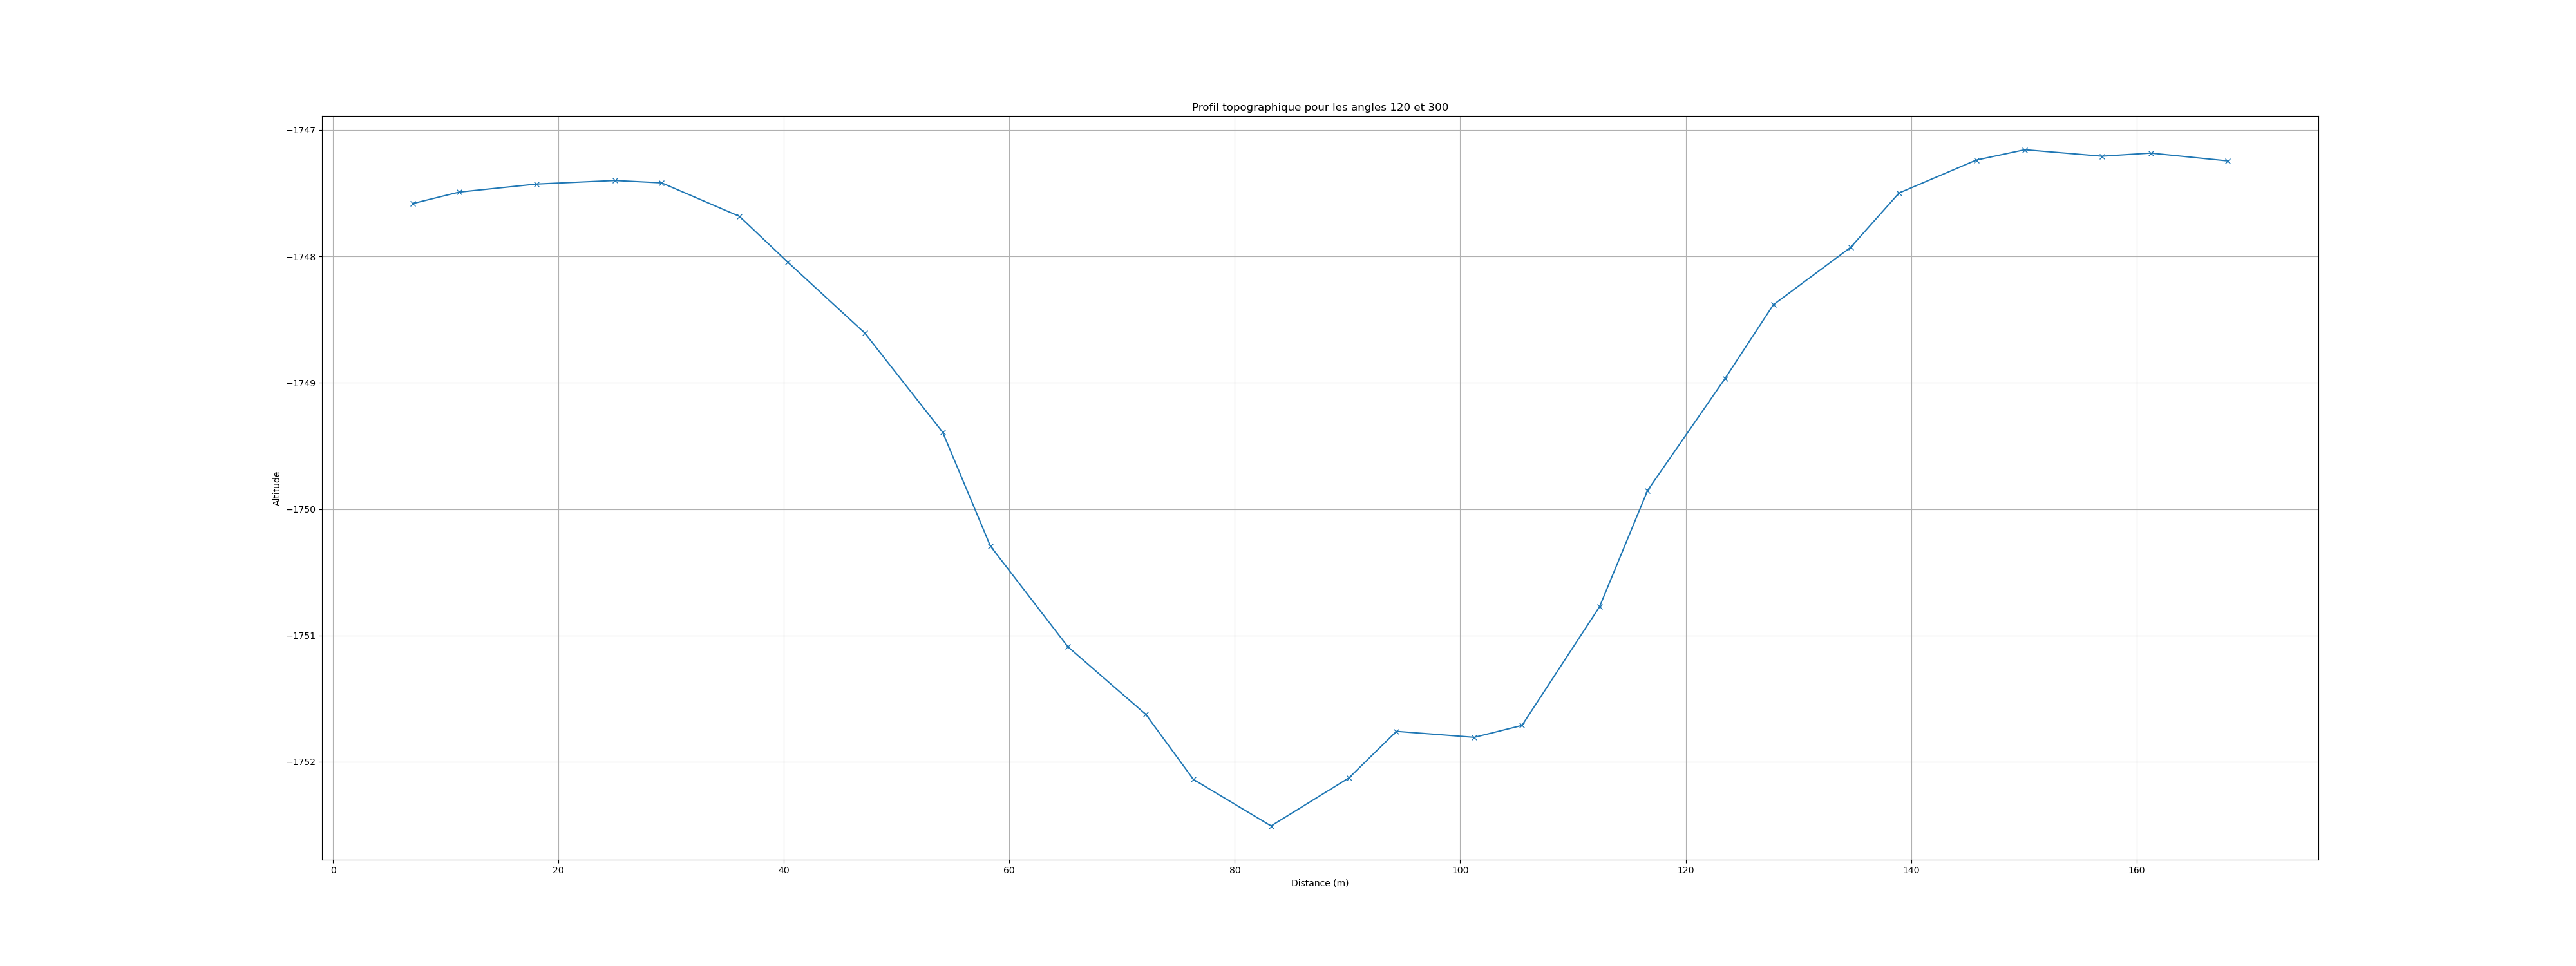 Profil topographique pour les angles 120 et 300
−1747
−1748
−1749
−1750
−1751
−1752
Altitude
0 20 40 60 80 100 120 140 160
Distance (m)